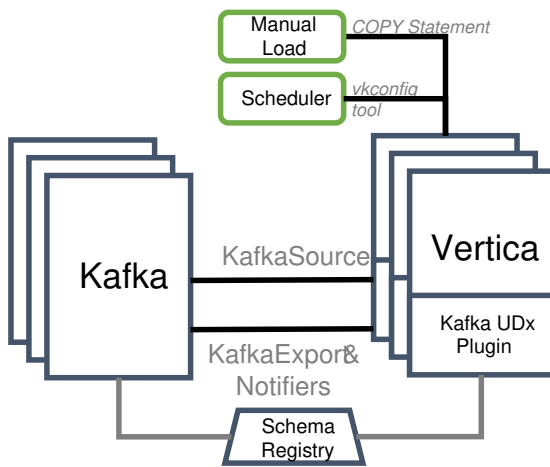 Manual
Load
COPY Statement
Scheduler
vkconfig
tool
Kafka
KafkaSource
Vertica
KafkaExport&
Notifiers
Kafka UDx
Plugin
Schema
Registry